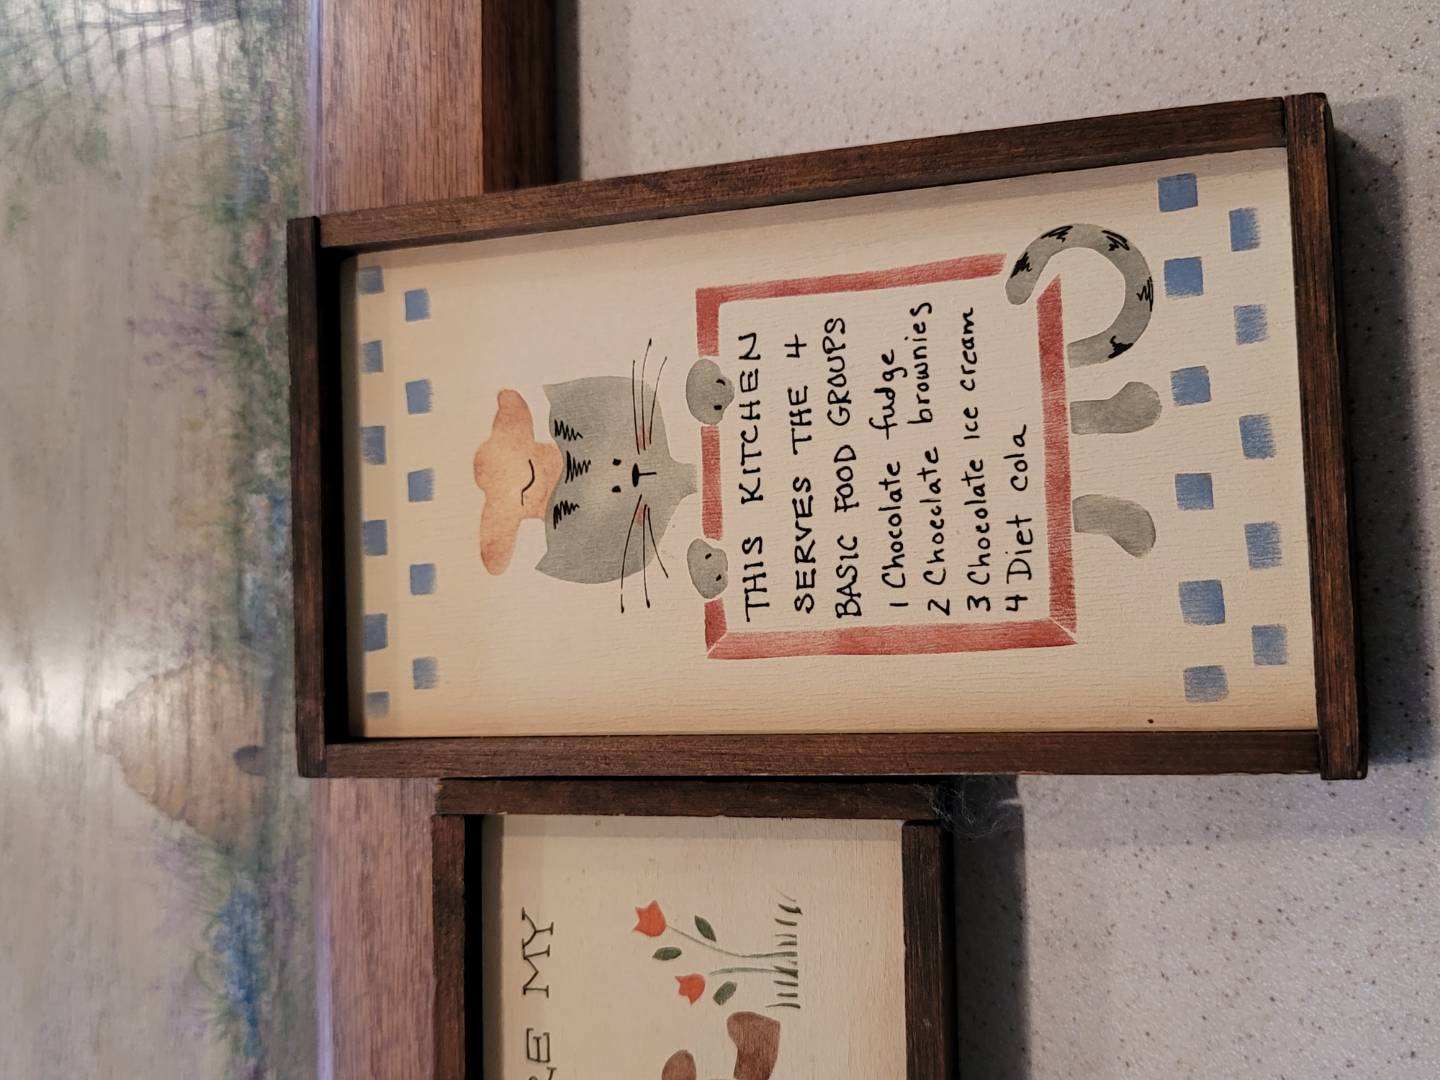 THIS KITCHEN
SERVES THE 4
BASIC FOOD GROUPS
1 Chocolate fudge
2 Chocolate brownies
3 Chocolate ice cream
4 Diet cola
MY